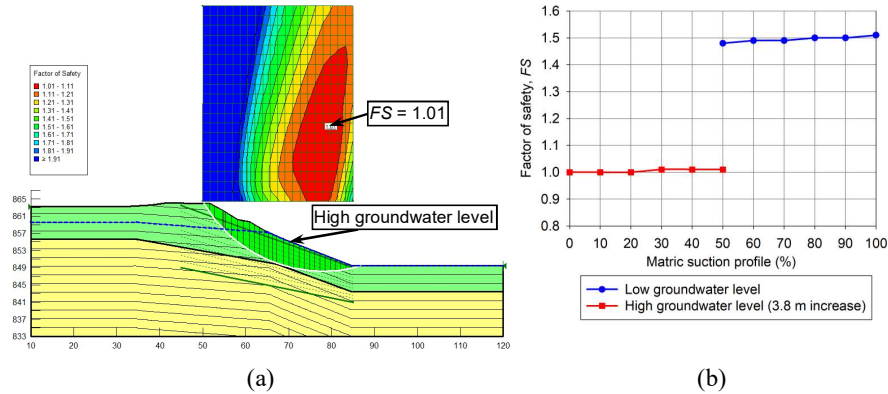 Factor of Safety
1.01 - 1.11
1.11 - 1.21
1.21 - 1.31
1.31 - 1.41
1.41 - 1.51
1.51 - 1.61
1.61 - 1.71
1.71 - 1.81
1.81 - 1.91
≥ 1.91
FS = 1.01
1.01
High groundwater level
865
861
857
853
849
845
841
837
833
10 20 30 40 50 60 70 80 90 100 110 120
(a)
Factor of safety, FS
1.6
1.5
1.4
1.3
1.2
1.1
1.0
0.9
0.8
0 10 20 30 40 50 60 70 80 90 100
Matric suction profile (%)
Low groundwater level
High groundwater level (3.8 m increase)
(b)